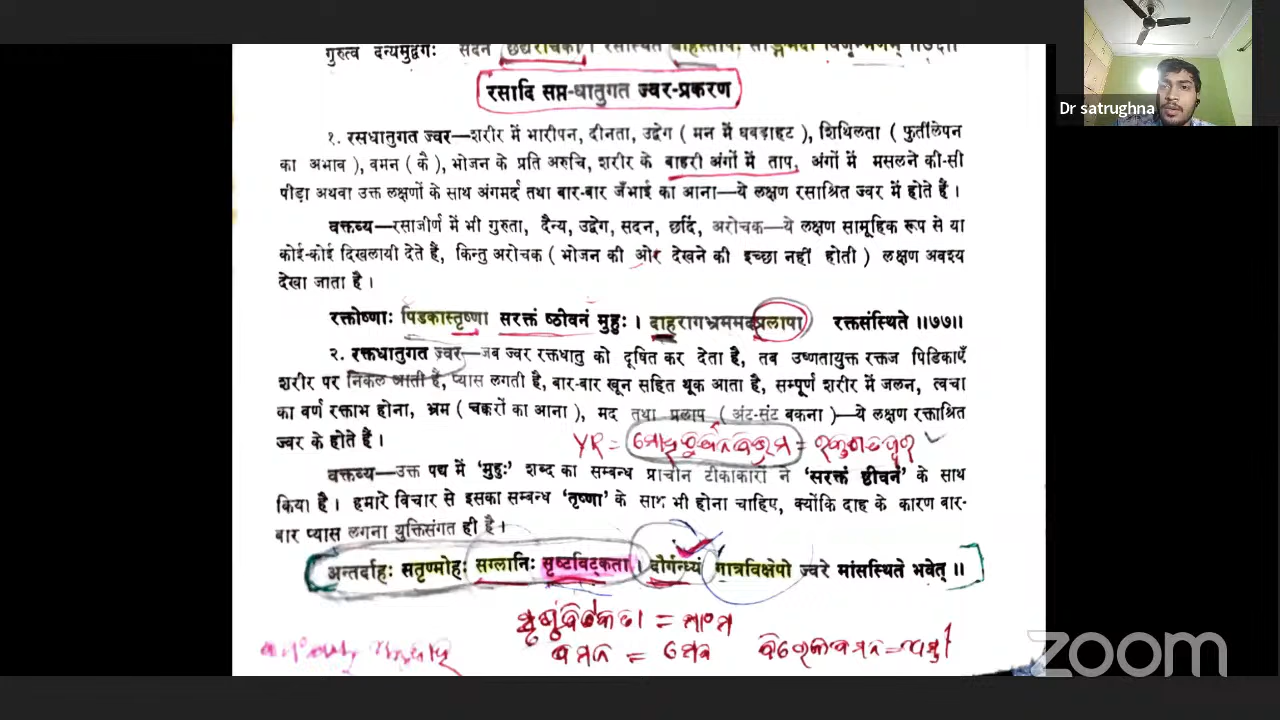 Dr satrughna
रसादि सप्त-धातुगत ज्वर-प्रकरण
१. रसधातुगत ज्वर—शरीर में भारीपन, दीनता, उद्वेग ( मन में घबड़ाहट ), शिथिलता ( फुर्तीलेपन
का अभाव ), वमन ( कै ), भोजन के प्रति अरुचि, शरीर के बाहरी अंगों में ताप, अंगों में मसलने की-सी
पीड़ा अथवा उक्त लक्षणों के साथ अंगमर्द तथा बार-बार जँभाई का आना—ये लक्षण रसाश्रित ज्वर में होते हैं ।
वक्तव्य—रसाजीर्ण में भी गुरुता, दैन्य, उद्वेग, सदन, छर्दि, अरोचक—ये लक्षण सामूहिक रूप से या
कोई-कोई दिखलायी देते हैं, किन्तु अरोचक ( भोजन की ओर देखने की इच्छा नहीं होती ) लक्षण अवश्य
देखा जाता है ।
रक्तोष्णाः पिडकास्तृष्णा सरक्तं ष्ठीवनं मुहुः । दाहरागभ्रममदप्रलापा रक्तसंस्थिते ॥७७॥
२. रक्तधातुगत ज्वर—जब ज्वर रक्तधातु को दूषित कर देता है, तब उष्णतायुक्त रक्तज पिडिकाएँ
शरीर पर निकल आती हैं, प्यास लगती है, बार-बार खून सहित थूक आता है, सम्पूर्ण शरीर में जलन, त्वचा
का वर्ण रक्ताभ होना, भ्रम ( चक्करों का आना ), मद तथा प्रलाप ( अंट-संट बकना )—ये लक्षण रक्ताश्रित
ज्वर के होते हैं ।
YR =
वक्तव्य—उक्त पद्य में 'मुहुः' शब्द का सम्बन्ध प्राचीन टीकाकारों ने 'सरक्तं ष्ठीवनं' के साथ
किया है । हमारे विचार से इसका सम्बन्ध 'तृष्णा' के साथ भी होना चाहिए, क्योंकि दाह के कारण बार-
बार प्यास लगना युक्तिसंगत ही है ।
अन्तर्दाहः सतृण्मोहः सग्लानिः सृष्टविट्कता । दौर्गन्ध्यं गात्रविक्षेपो ज्वरे मांसस्थिते भवेत् ॥
ସୃଷ୍ଟବିଟ୍କତା = ମାଂସ
ବମନ = ମେଦ
zoom